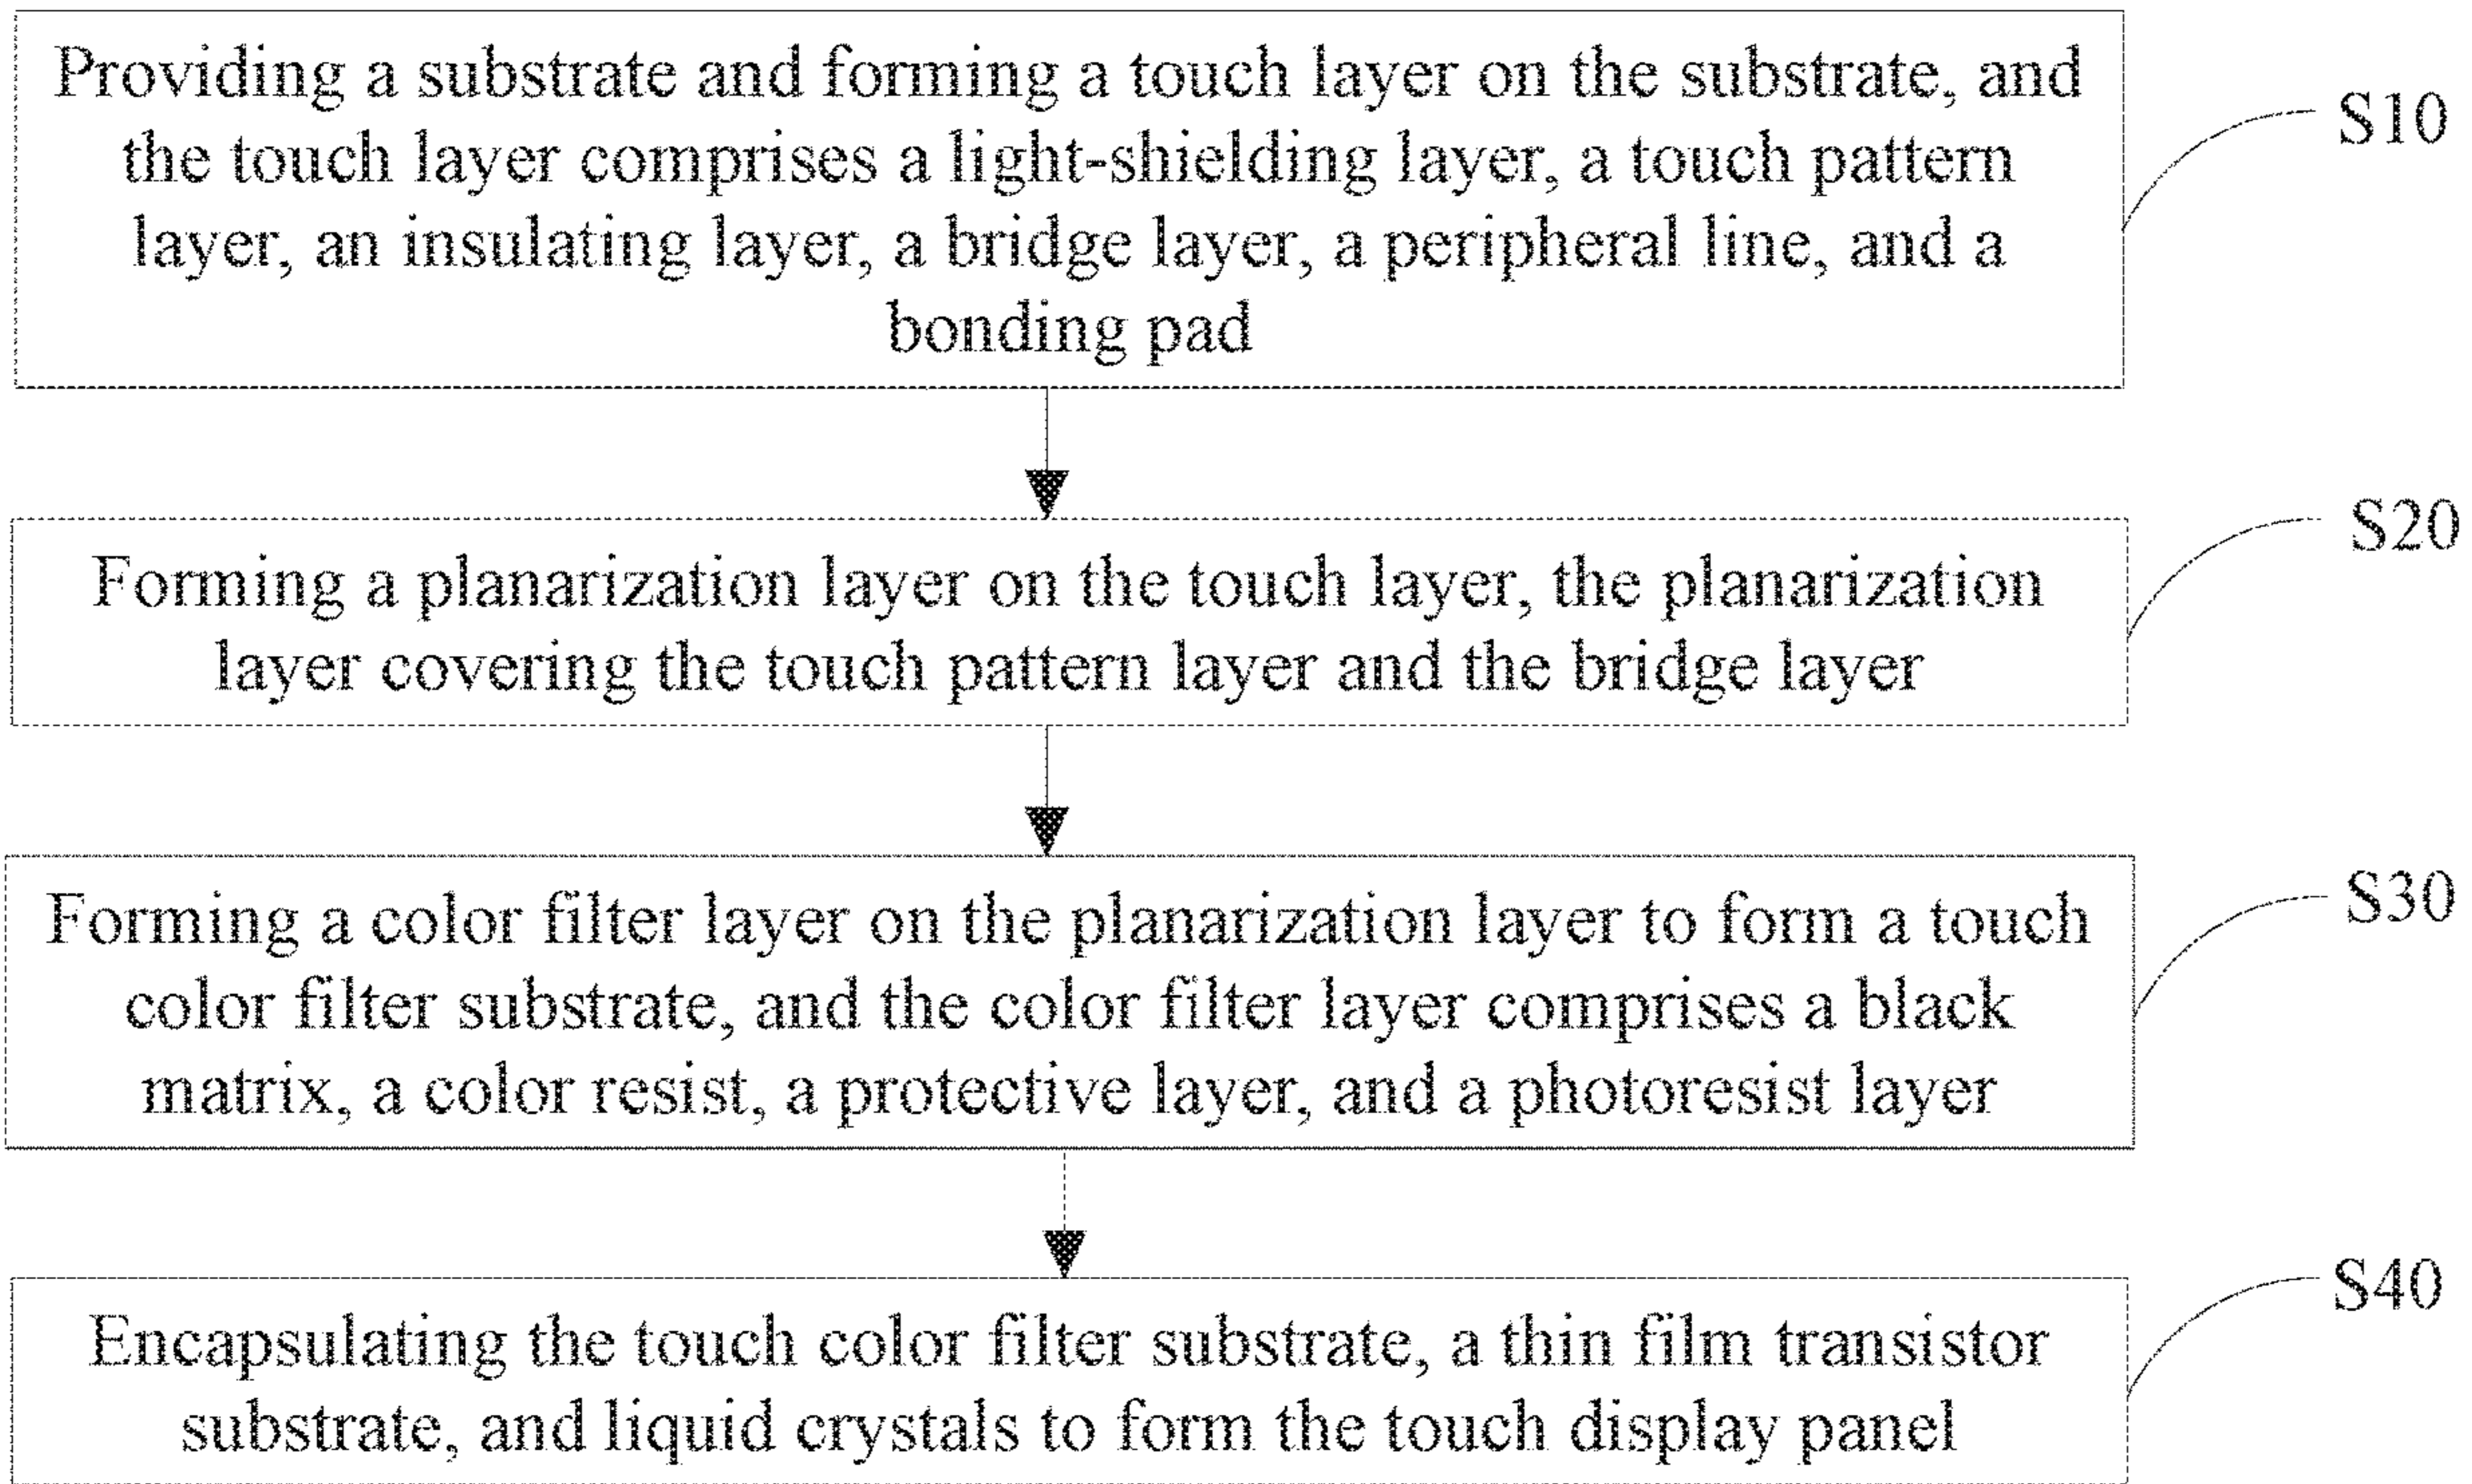 Providing a substrate and forming a touch layer on the substrate, and
the touch layer comprises a light-shielding layer, a touch pattern
layer, an insulating layer, a bridge layer, a peripheral line, and a
bonding pad
S10
Forming a planarization layer on the touch layer, the planarization
layer covering the touch pattern layer and the bridge layer
S20
Forming a color filter layer on the planarization layer to form a touch
color filter substrate, and the color filter layer comprises a black
matrix, a color resist, a protective layer, and a photoresist layer
S30
Encapsulating the touch color filter substrate, a thin film transistor
substrate, and liquid crystals to form the touch display panel
S40